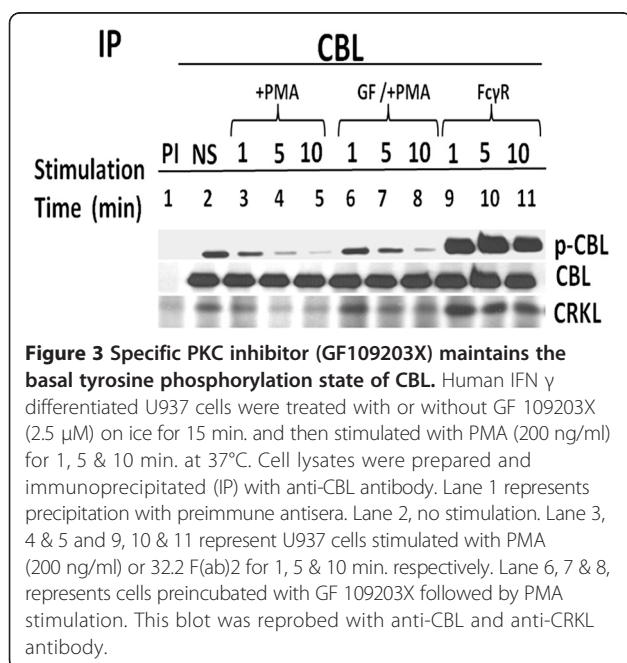 IP
CBL
+PMA GF /+PMA FcγR
PI NS 1 5 10 1 5 10 1 5 10
Stimulation
Time (min) 1 2 3 4 5 6 7 8 9 10 11
p-CBL
CBL
CRKL
Figure 3 Specific PKC inhibitor (GF109203X) maintains the
basal tyrosine phosphorylation state of CBL. Human IFN γ
differentiated U937 cells were treated with or without GF 109203X
(2.5 μM) on ice for 15 min. and then stimulated with PMA (200 ng/ml)
for 1, 5 & 10 min. at 37°C. Cell lysates were prepared and
immunoprecipitated (IP) with anti-CBL antibody. Lane 1 represents
precipitation with preimmune antisera. Lane 2, no stimulation. Lane 3,
4 & 5 and 9, 10 & 11 represent U937 cells stimulated with PMA
(200 ng/ml) or 32.2 F(ab)2 for 1, 5 & 10 min. respectively. Lane 6, 7 & 8,
represents cells preincubated with GF 109203X followed by PMA
stimulation. This blot was reprobed with anti-CBL and anti-CRKL
antibody.